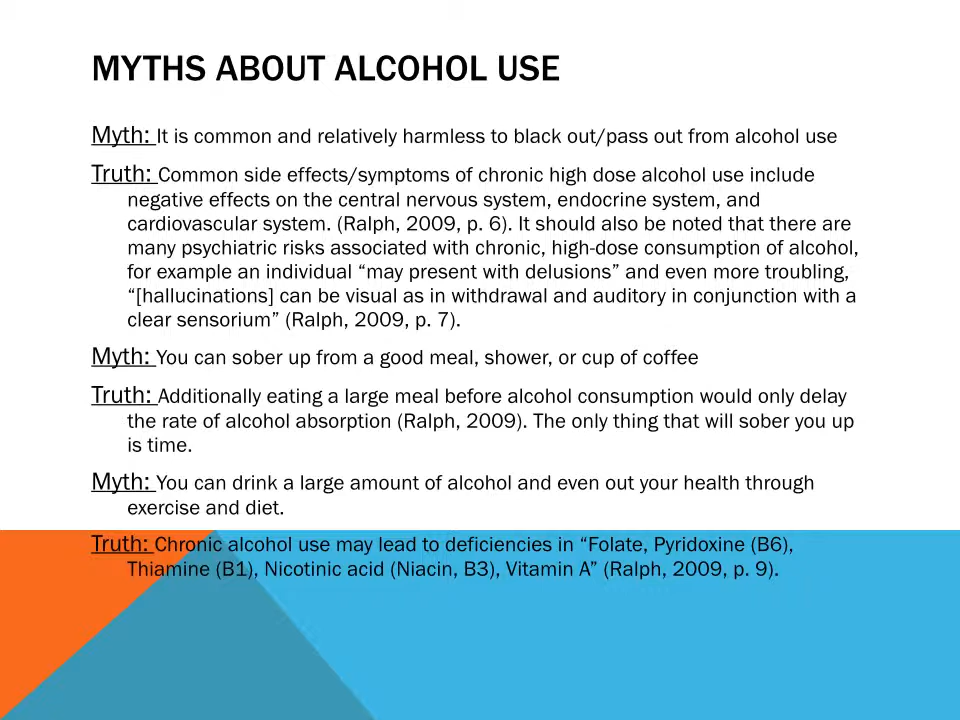 MYTHS ABOUT ALCOHOL USE
Myth: It is common and relatively harmless to black out/pass out from alcohol use
Truth: Common side effects/symptoms of chronic high dose alcohol use include
negative effects on the central nervous system, endocrine system, and
cardiovascular system. (Ralph, 2009, p. 6). It should also be noted that there are
many psychiatric risks associated with chronic, high-dose consumption of alcohol,
for example an individual “may present with delusions” and even more troubling,
“[hallucinations] can be visual as in withdrawal and auditory in conjunction with a
clear sensorium” (Ralph, 2009, p. 7).
Myth: You can sober up from a good meal, shower, or cup of coffee
Truth: Additionally eating a large meal before alcohol consumption would only delay
the rate of alcohol absorption (Ralph, 2009). The only thing that will sober you up
is time.
Myth: You can drink a large amount of alcohol and even out your health through
exercise and diet.
Truth: Chronic alcohol use may lead to deficiencies in “Folate, Pyridoxine (B6),
Thiamine (B1), Nicotinic acid (Niacin, B3), Vitamin A” (Ralph, 2009, p. 9).